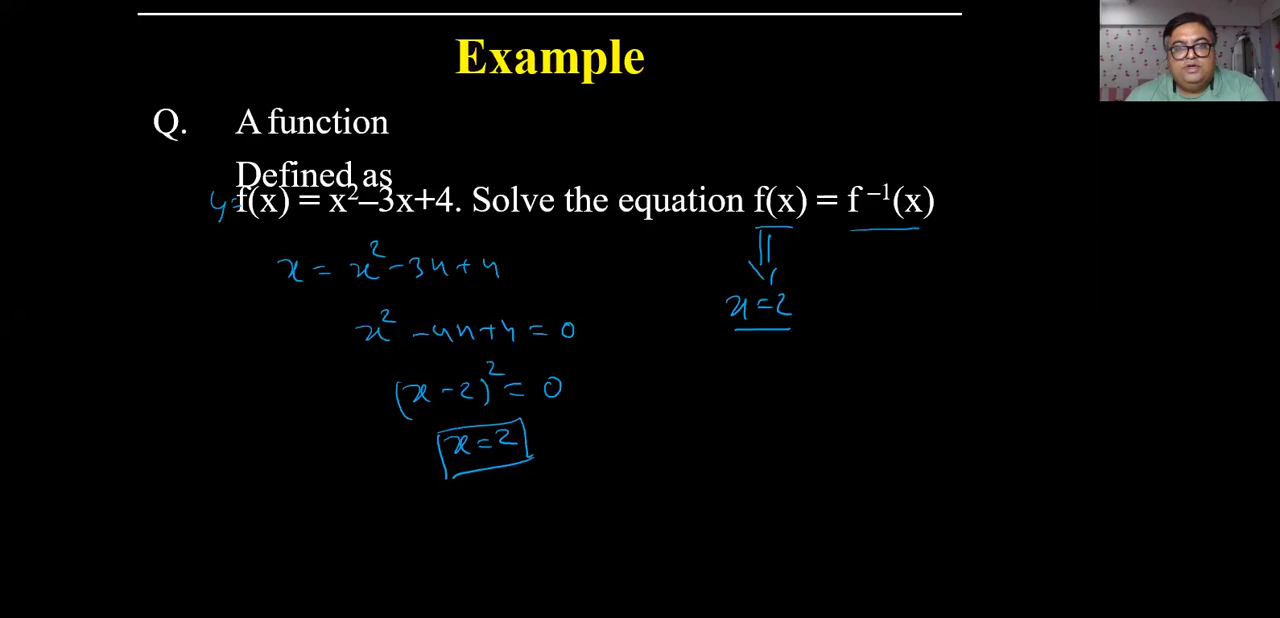 Example
Q. A function
Defined as
y = f(x) = x²–3x+4. Solve the equation f(x) = f ⁻¹(x)
x = x² - 3x + 4
x² - 4x + 4 = 0
(x - 2)² = 0
x = 2
x = 2